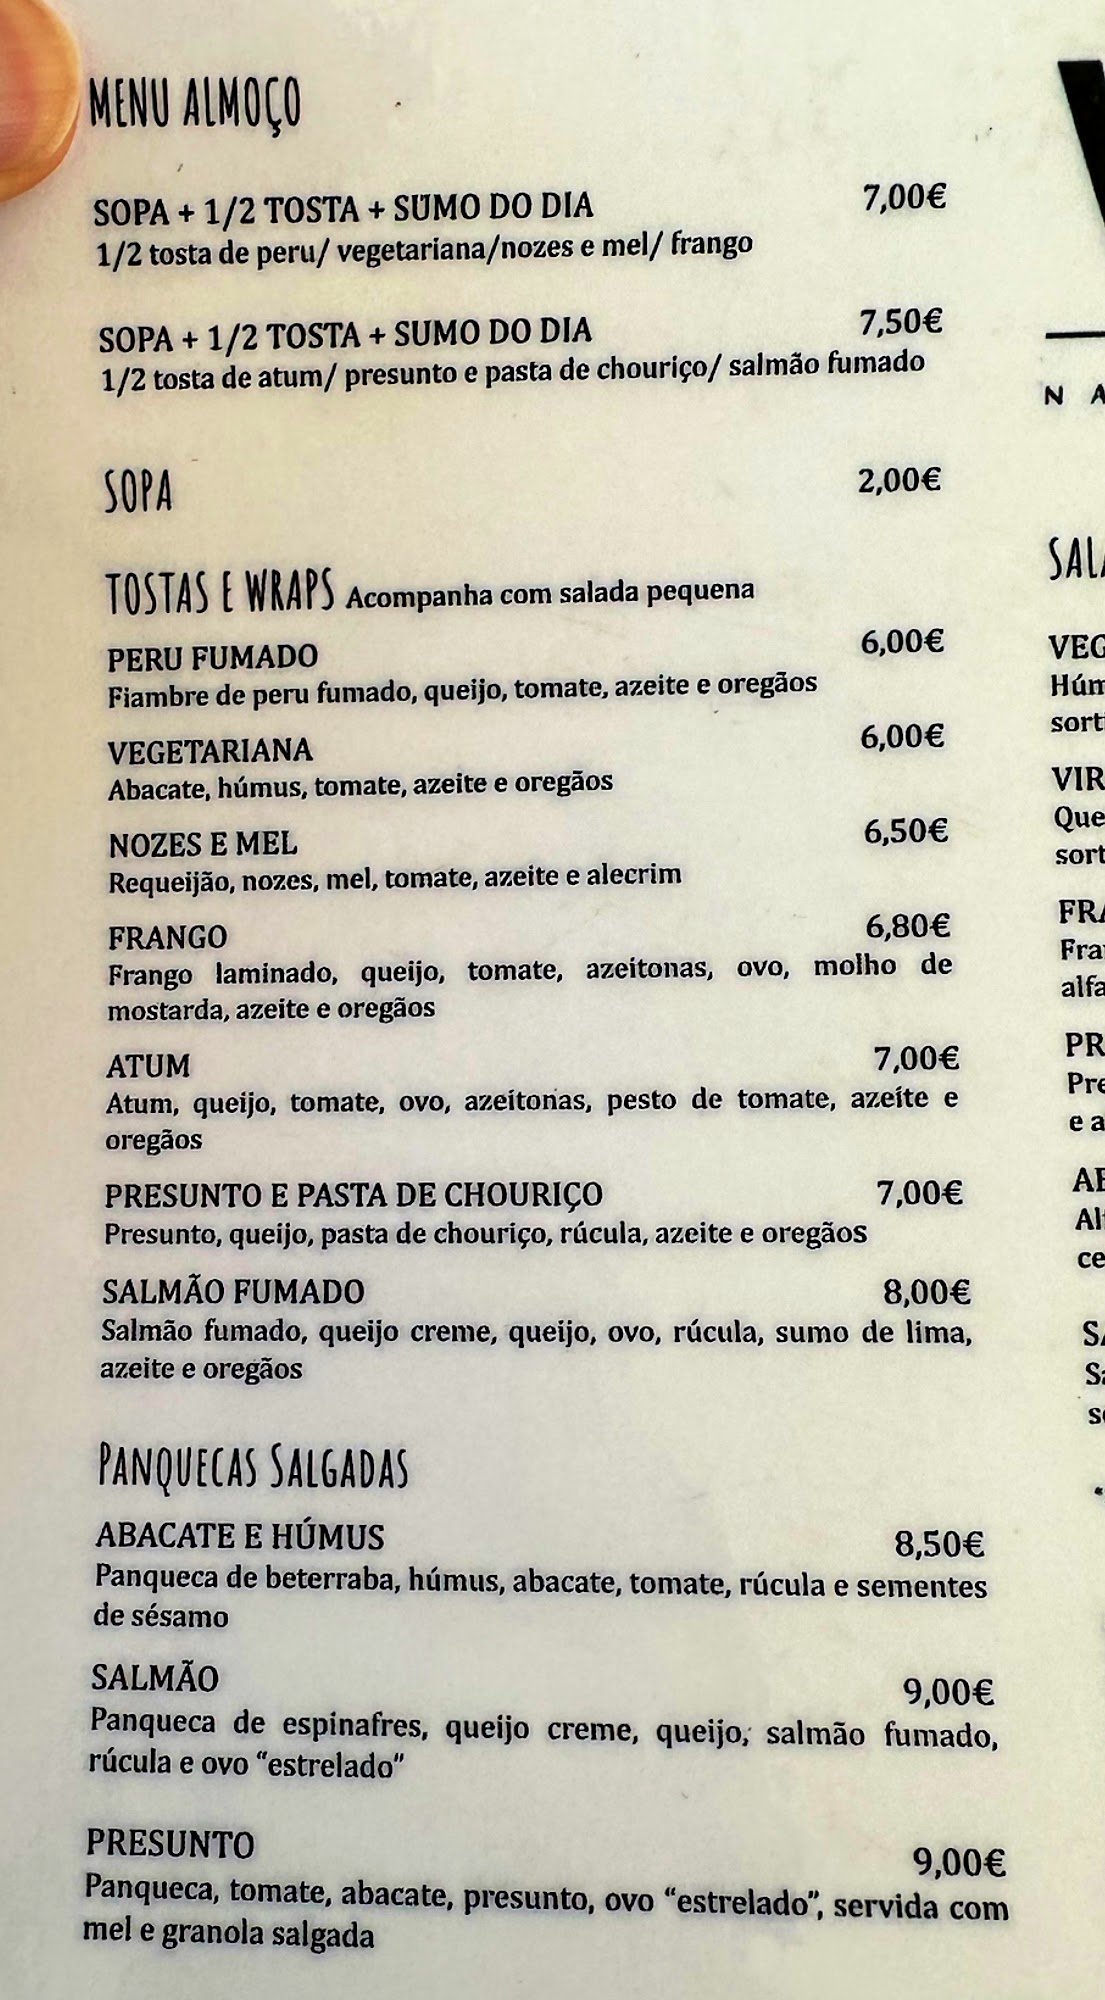 MENU ALMOÇO
SOPA + 1/2 TOSTA + SUMO DO DIA 7,00€
1/2 tosta de peru/ vegetariana/nozes e mel/ frango
SOPA + 1/2 TOSTA + SUMO DO DIA 7,50€
1/2 tosta de atum/ presunto e pasta de chouriço/ salmão fumado
SOPA 2,00€
TOSTAS E WRAPS Acompanha com salada pequena
PERU FUMADO 6,00€
Fiambre de peru fumado, queijo, tomate, azeite e oregãos
VEGETARIANA 6,00€
Abacate, húmus, tomate, azeite e oregãos
NOZES E MEL 6,50€
Requeijão, nozes, mel, tomate, azeite e alecrim
FRANGO 6,80€
Frango laminado, queijo, tomate, azeitonas, ovo, molho de
mostarda, azeite e oregãos
ATUM 7,00€
Atum, queijo, tomate, ovo, azeitonas, pesto de tomate, azeite e
oregãos
PRESUNTO E PASTA DE CHOURIÇO 7,00€
Presunto, queijo, pasta de chouriço, rúcula, azeite e oregãos
SALMÃO FUMADO 8,00€
Salmão fumado, queijo creme, queijo, ovo, rúcula, sumo de lima,
azeite e oregãos
PANQUECAS SALGADAS
ABACATE E HÚMUS 8,50€
Panqueca de beterraba, húmus, abacate, tomate, rúcula e sementes
de sésamo
SALMÃO 9,00€
Panqueca de espinafres, queijo creme, queijo, salmão fumado,
rúcula e ovo “estrelado”
PRESUNTO 9,00€
Panqueca, tomate, abacate, presunto, ovo “estrelado”, servida com
mel e granola salgada